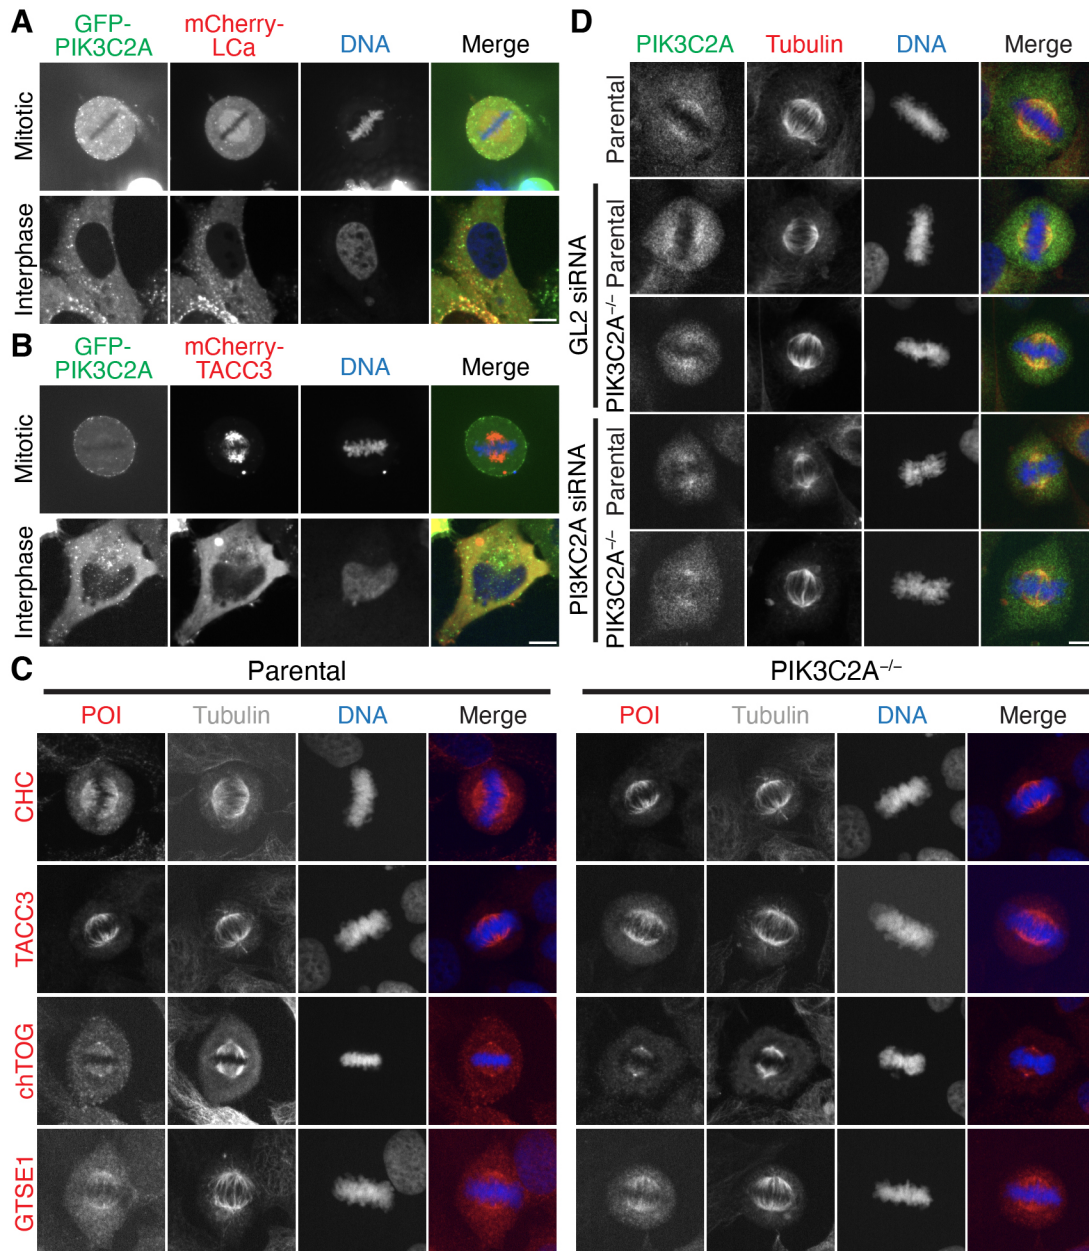 A
GFP-
PIK3C2A
mCherry-
LCa
DNA
Merge
Mitotic
Interphase
B
GFP-
PIK3C2A
mCherry-
TACC3
DNA
Merge
Mitotic
Interphase
D
PIK3C2A
Tubulin
DNA
Merge
Parental
GL2 siRNA
Parental
PIK3C2A–/–
PI3KC2A siRNA
Parental
PIK3C2A–/–
C
Parental
PIK3C2A–/–
POI
Tubulin
DNA
Merge
POI
Tubulin
DNA
Merge
CHC
TACC3
chTOG
GTSE1